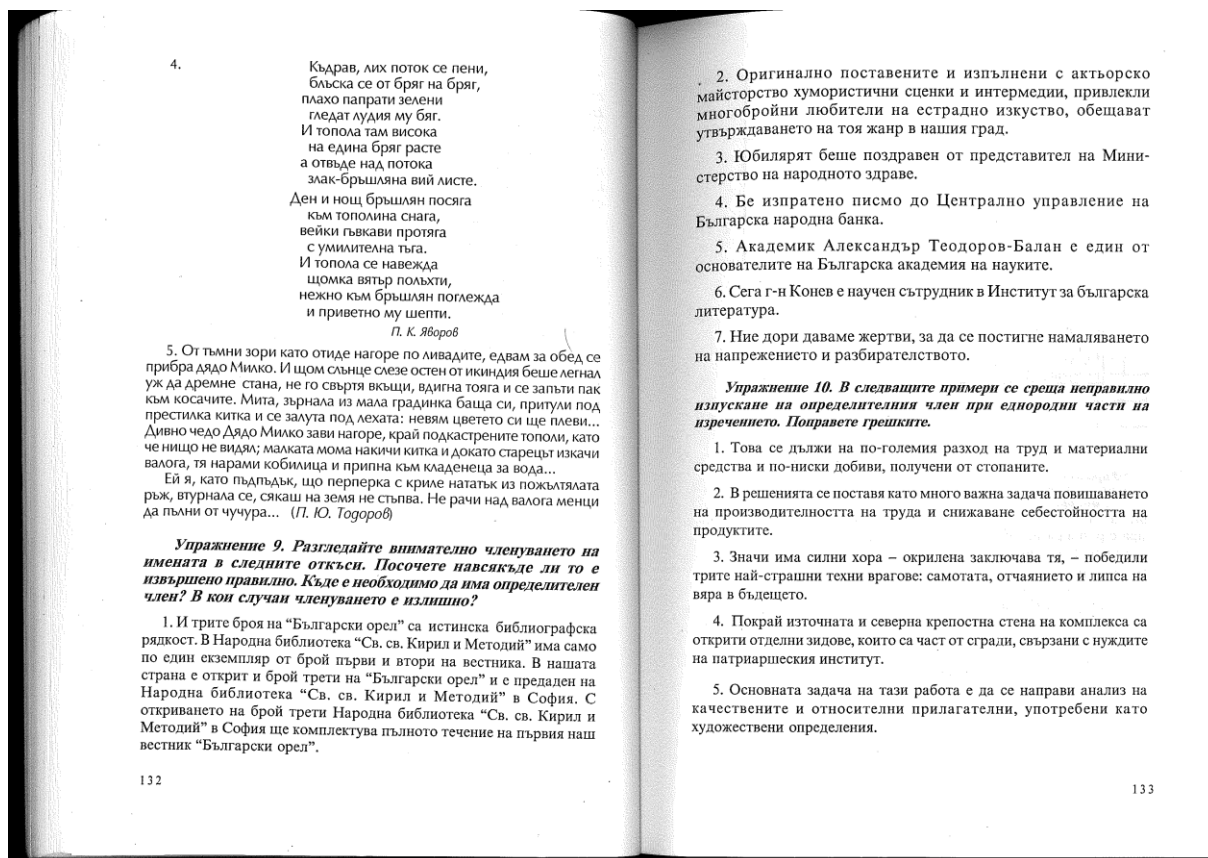 4.
Къдрав, лих поток се пени,
блъска се от бряг на бряг,
плахо папрати зелени
гледат лудия му бяг.
И топола там висока
на едина бряг расте
а отвъде над потока
злак-бръшляна вий листе.
Ден и нощ бръшлян посяга
към тополина снага,
вейки гъвкави протяга
с умилителна тъга.
И топола се навежда
щомка вятър полъхти,
нежно към бръшлян поглежда
и приветно му шепти.
П. К. Яворов
5. От тъмни зори като отиде нагоре по ливадите, едвам за обед се
прибра дядо Милко. И щом слънце слезе остен от икиндия беше легнал
уж да дремне стана, не го свъртя вкъщи, вдигна тояга и се запъти пак
към косачите. Мита, зърнала из мала градинка баща си, притули под
престилка китка и се залута под лехата: невям цветето си ще плеви...
Дивно чедо Дядо Милко зави нагоре, край подкастрените тополи, като
че нищо не видял; малката мома накичи китка и докато старецът изкачи
валога, тя нарами кобилица и припна към кладенеца за вода...
Ей я, като пъдпъдък, що перперка с криле нататък из пожълтялата
ръж, втурнала се, сякаш на земя не стъпва. Не рачи над валога менци
да пълни от чучура... (П. Ю. Тодоров)
Упражнение 9. Разгледайте внимателно членуването на
имената в следните откъси. Посочете навсякъде ли то е
извършено правилно. Къде е необходимо да има определителен
член? В кои случаи членуването е излишно?
1. И трите броя на “Български орел” са истинска библиографска
рядкост. В Народна библиотека “Св. св. Кирил и Методий” има само
по един екземпляр от брой първи и втори на вестника. В нашата
страна е открит и брой трети на “Български орел” и е предаден на
Народна библиотека “Св. св. Кирил и Методий” в София. С
откриването на брой трети Народна библиотека “Св. св. Кирил и
Методий” в София ще комплектува пълното течение на първия наш
вестник “Български орел”.
132
2. Оригинално поставените и изпълнени с актьорско
майсторство хумористични сценки и интермедии, привлекли
многобройни любители на естрадно изкуство, обещават
утвърждаването на тоя жанр в нашия град.
3. Юбилярят беше поздравен от представител на Мини-
стерство на народното здраве.
4. Бе изпратено писмо до Централно управление на
Българска народна банка.
5. Академик Александър Теодоров-Балан е един от
основателите на Българска академия на науките.
6. Сега г-н Конев е научен сътрудник в Институт за българска
литература.
7. Ние дори даваме жертви, за да се постигне намаляването
на напрежението и разбирателството.
Упражнение 10. В следващите примери се среща неправилно
изпускане на определителния член при еднородни части на
изречението. Поправете грешките.
1. Това се дължи на по-големия разход на труд и материални
средства и по-ниски добиви, получени от стопаните.
2. В решенията се поставя като много важна задача повишаването
на производителността на труда и снижаване себестойността на
продуктите.
3. Значи има силни хора – окрилена заключава тя, – победили
трите най-страшни техни врагове: самотата, отчаянието и липса на
вяра в бъдещето.
4. Покрай източната и северна крепостна стена на комплекса са
открити отделни зидове, които са част от сгради, свързани с нуждите
на патриаршеския институт.
5. Основната задача на тази работа е да се направи анализ на
качествените и относителни прилагателни, употребени като
художествени определения.
133